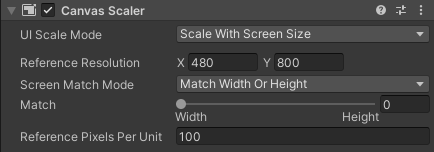 Canvas Scaler
UI Scale Mode Scale With Screen Size
Reference Resolution X 480 Y 800
Screen Match Mode Match Width Or Height
Match 0
Width Height
Reference Pixels Per Unit 100